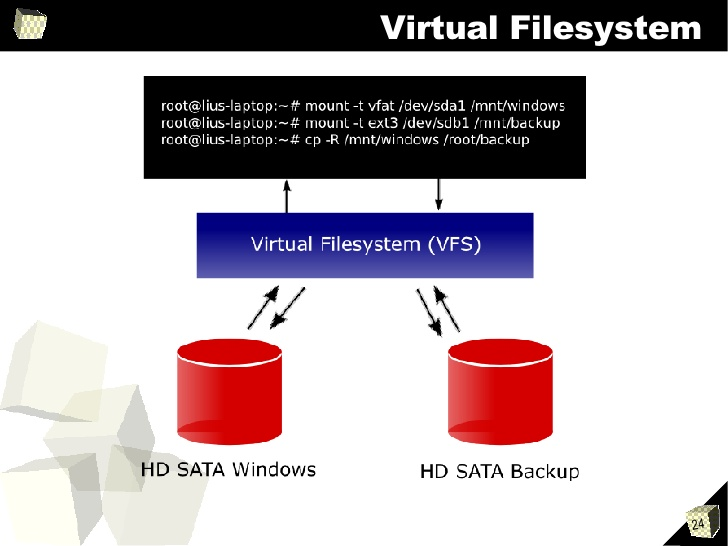 Virtual Filesystem
root@lius-laptop:~# mount -t vfat /dev/sda1 /mnt/windows
root@lius-laptop:~# mount -t ext3 /dev/sdb1 /mnt/backup
root@lius-laptop:~# cp -R /mnt/windows /root/backup
Virtual Filesystem (VFS)
HD SATA Windows
HD SATA Backup
24